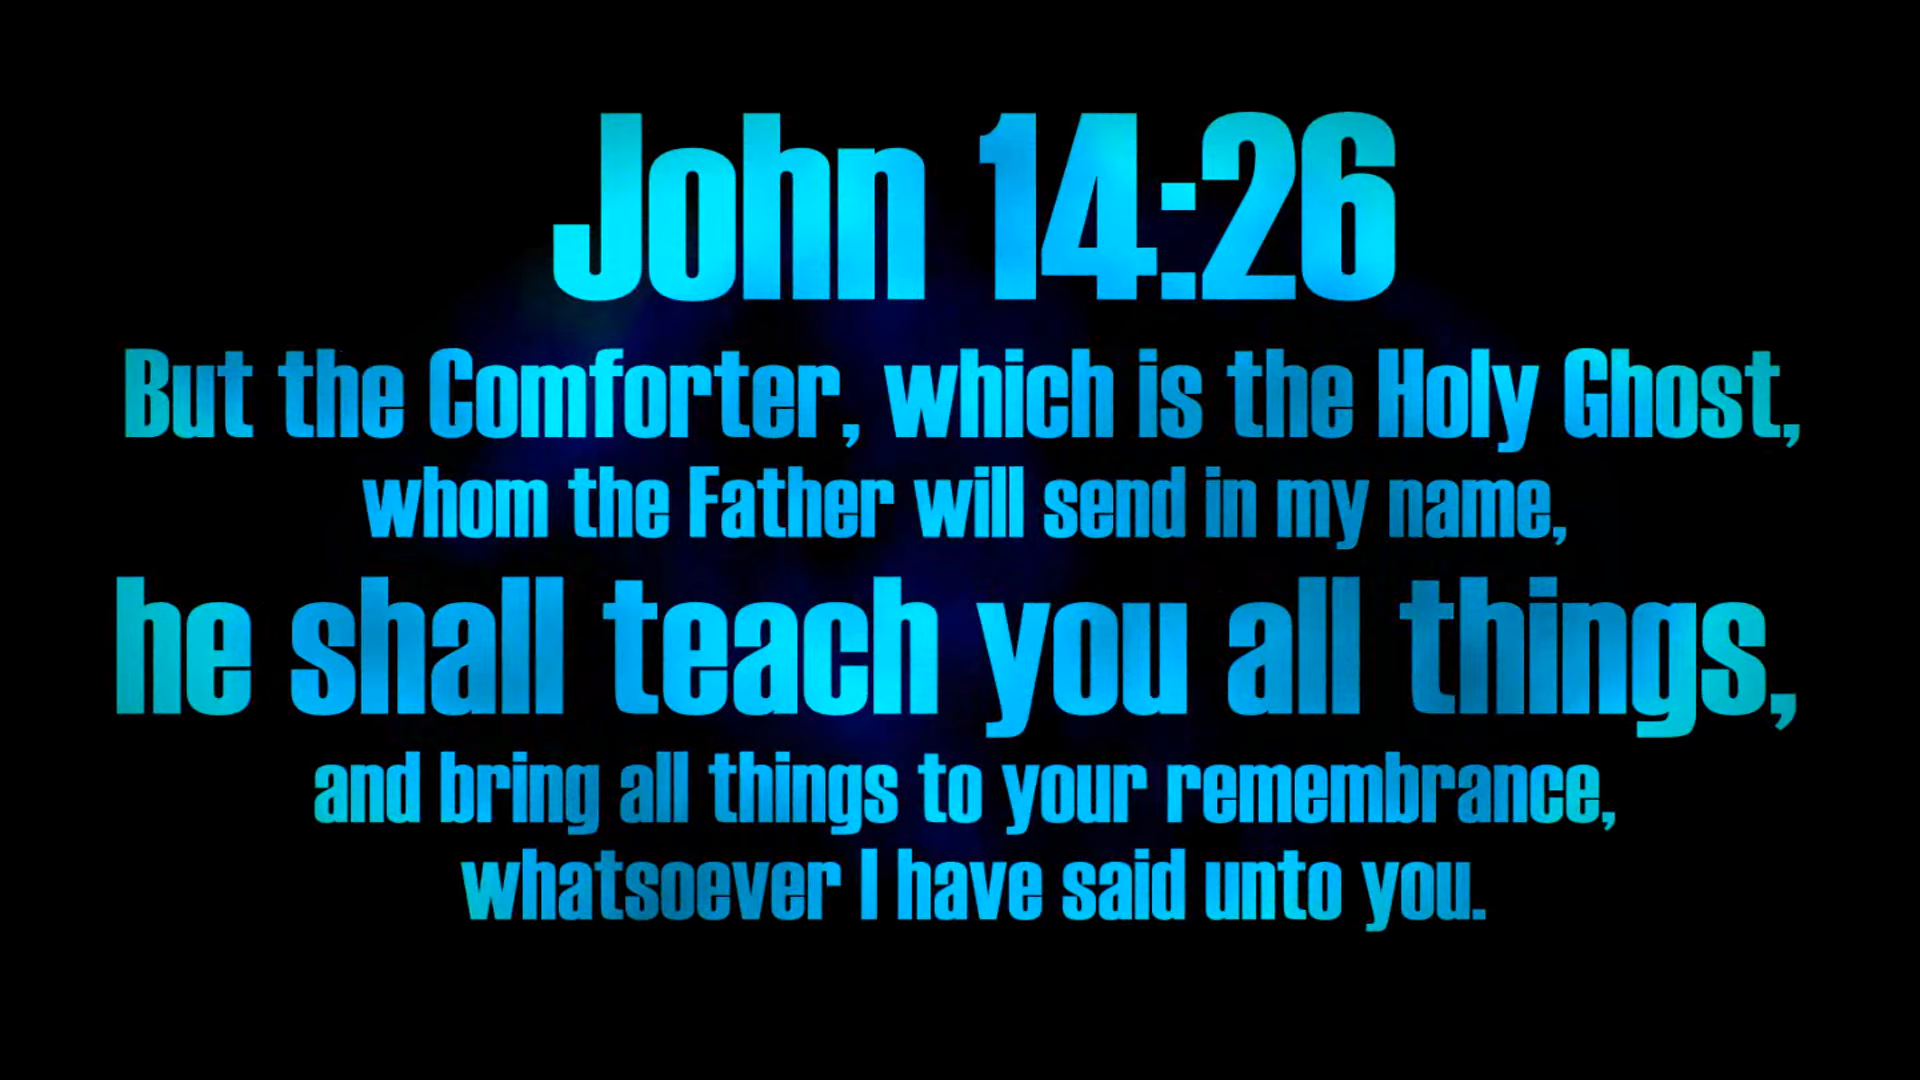 John 14:26
But the Comforter, which is the Holy Ghost,
whom the Father will send in my name,
he shall teach you all things,
and bring all things to your remembrance,
whatsoever I have said unto you.